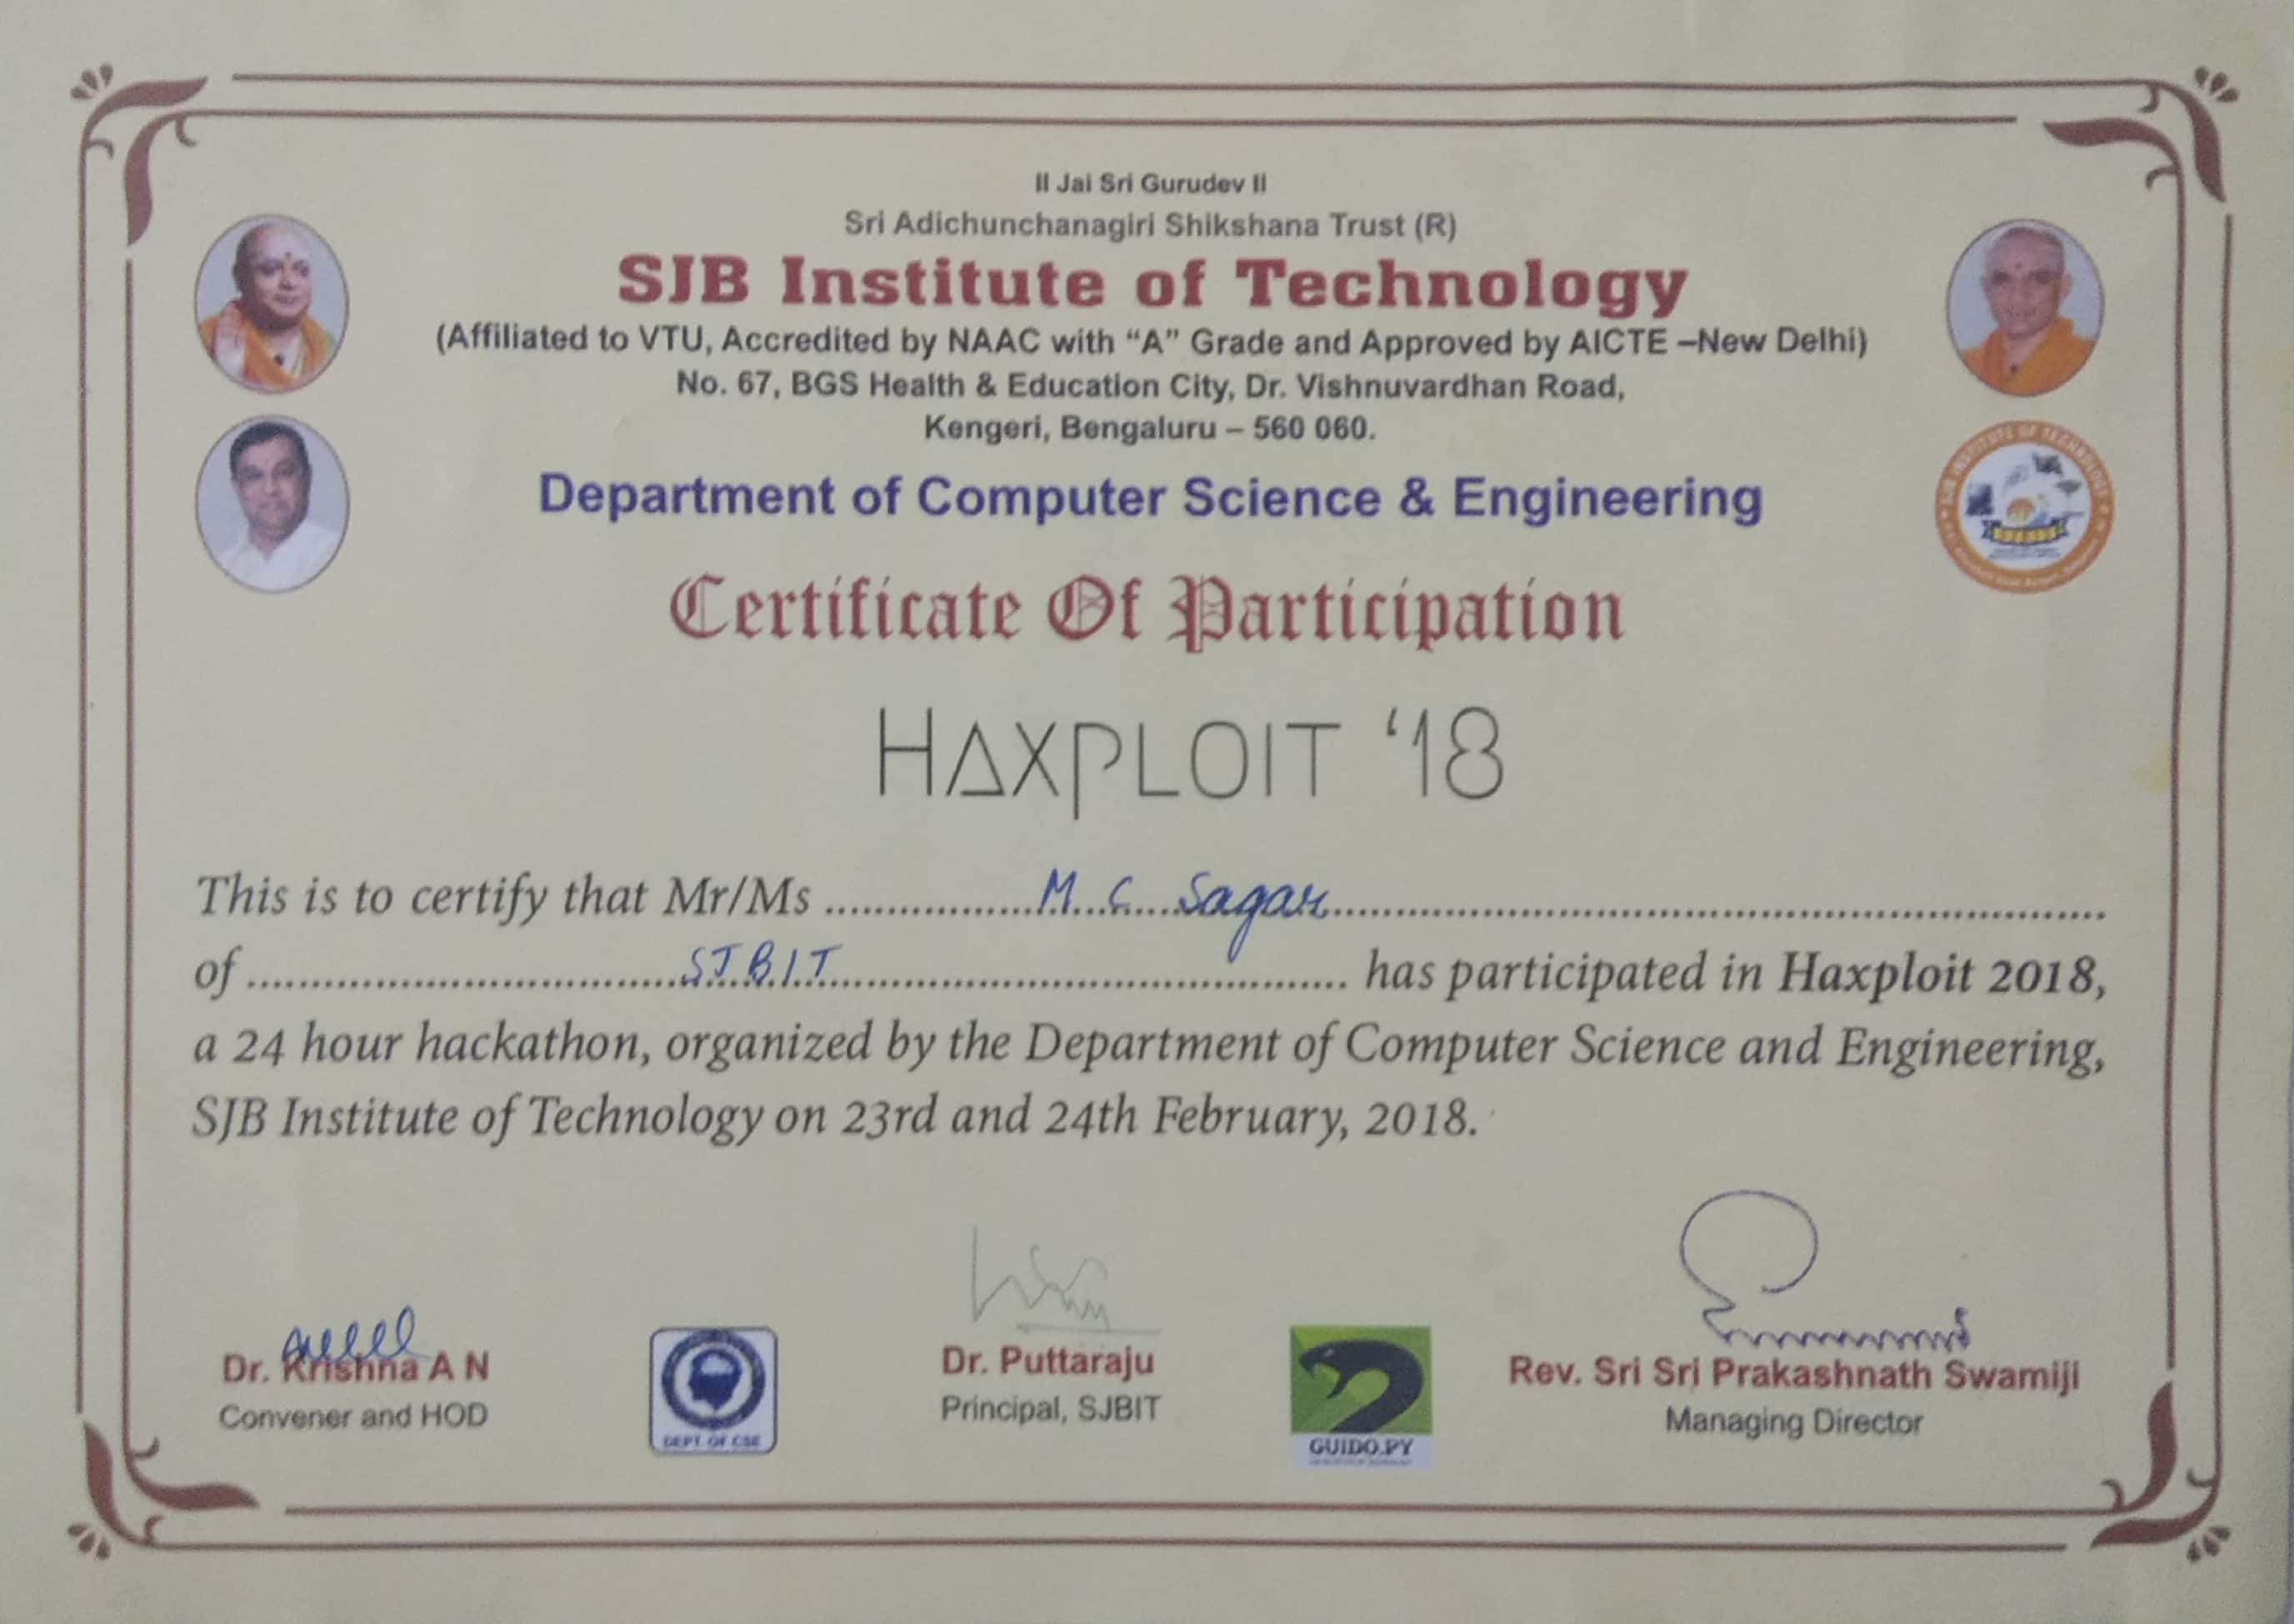 II Jai Sri Gurudev II
Sri Adichunchanagiri Shikshana Trust (R)
SJB Institute of Technology
(Affiliated to VTU, Accredited by NAAC with “A” Grade and Approved by AICTE –New Delhi)
No. 67, BGS Health & Education City, Dr. Vishnuvardhan Road,
Kengeri, Bengaluru – 560 060.
Department of Computer Science & Engineering
Certificate Of Participation
HAXPLOIT ‘18
This is to certify that Mr/Ms M. C. Sagar
of SJBIT has participated in Haxploit 2018,
a 24 hour hackathon, organized by the Department of Computer Science and Engineering,
SJB Institute of Technology on 23rd and 24th February, 2018.
Dr. Krishna A N
Convener and HOD
DEPT. OF CSE
Dr. Puttaraju
Principal, SJBIT
GUIDO.PY
Rev. Sri Sri Prakashnath Swamiji
Managing Director
SJB INSTITUTE OF TECHNOLOGY